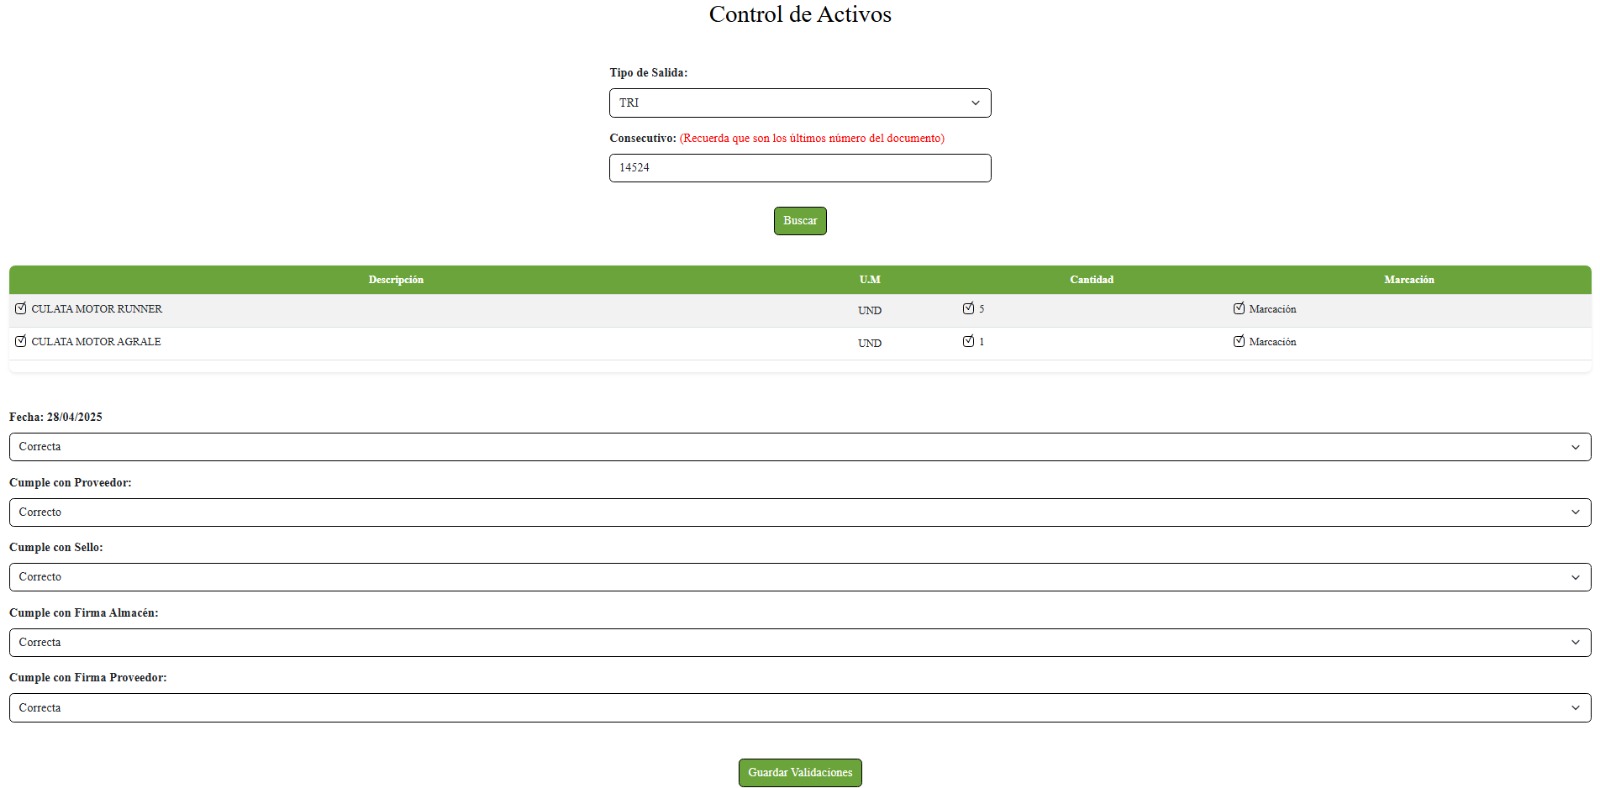 Control de Activos
Tipo de Salida:
TRI
Consecutivo: (Recuerda que son los últimos número del documento)
14524
Buscar
Descripción U.M Cantidad Marcación
CULATA MOTOR RUNNER UND 5 Marcación
CULATA MOTOR AGRALE UND 1 Marcación
Fecha: 28/04/2025
Correcta
Cumple con Proveedor:
Correcto
Cumple con Sello:
Correcto
Cumple con Firma Almacén:
Correcta
Cumple con Firma Proveedor:
Correcta
Guardar Validaciones